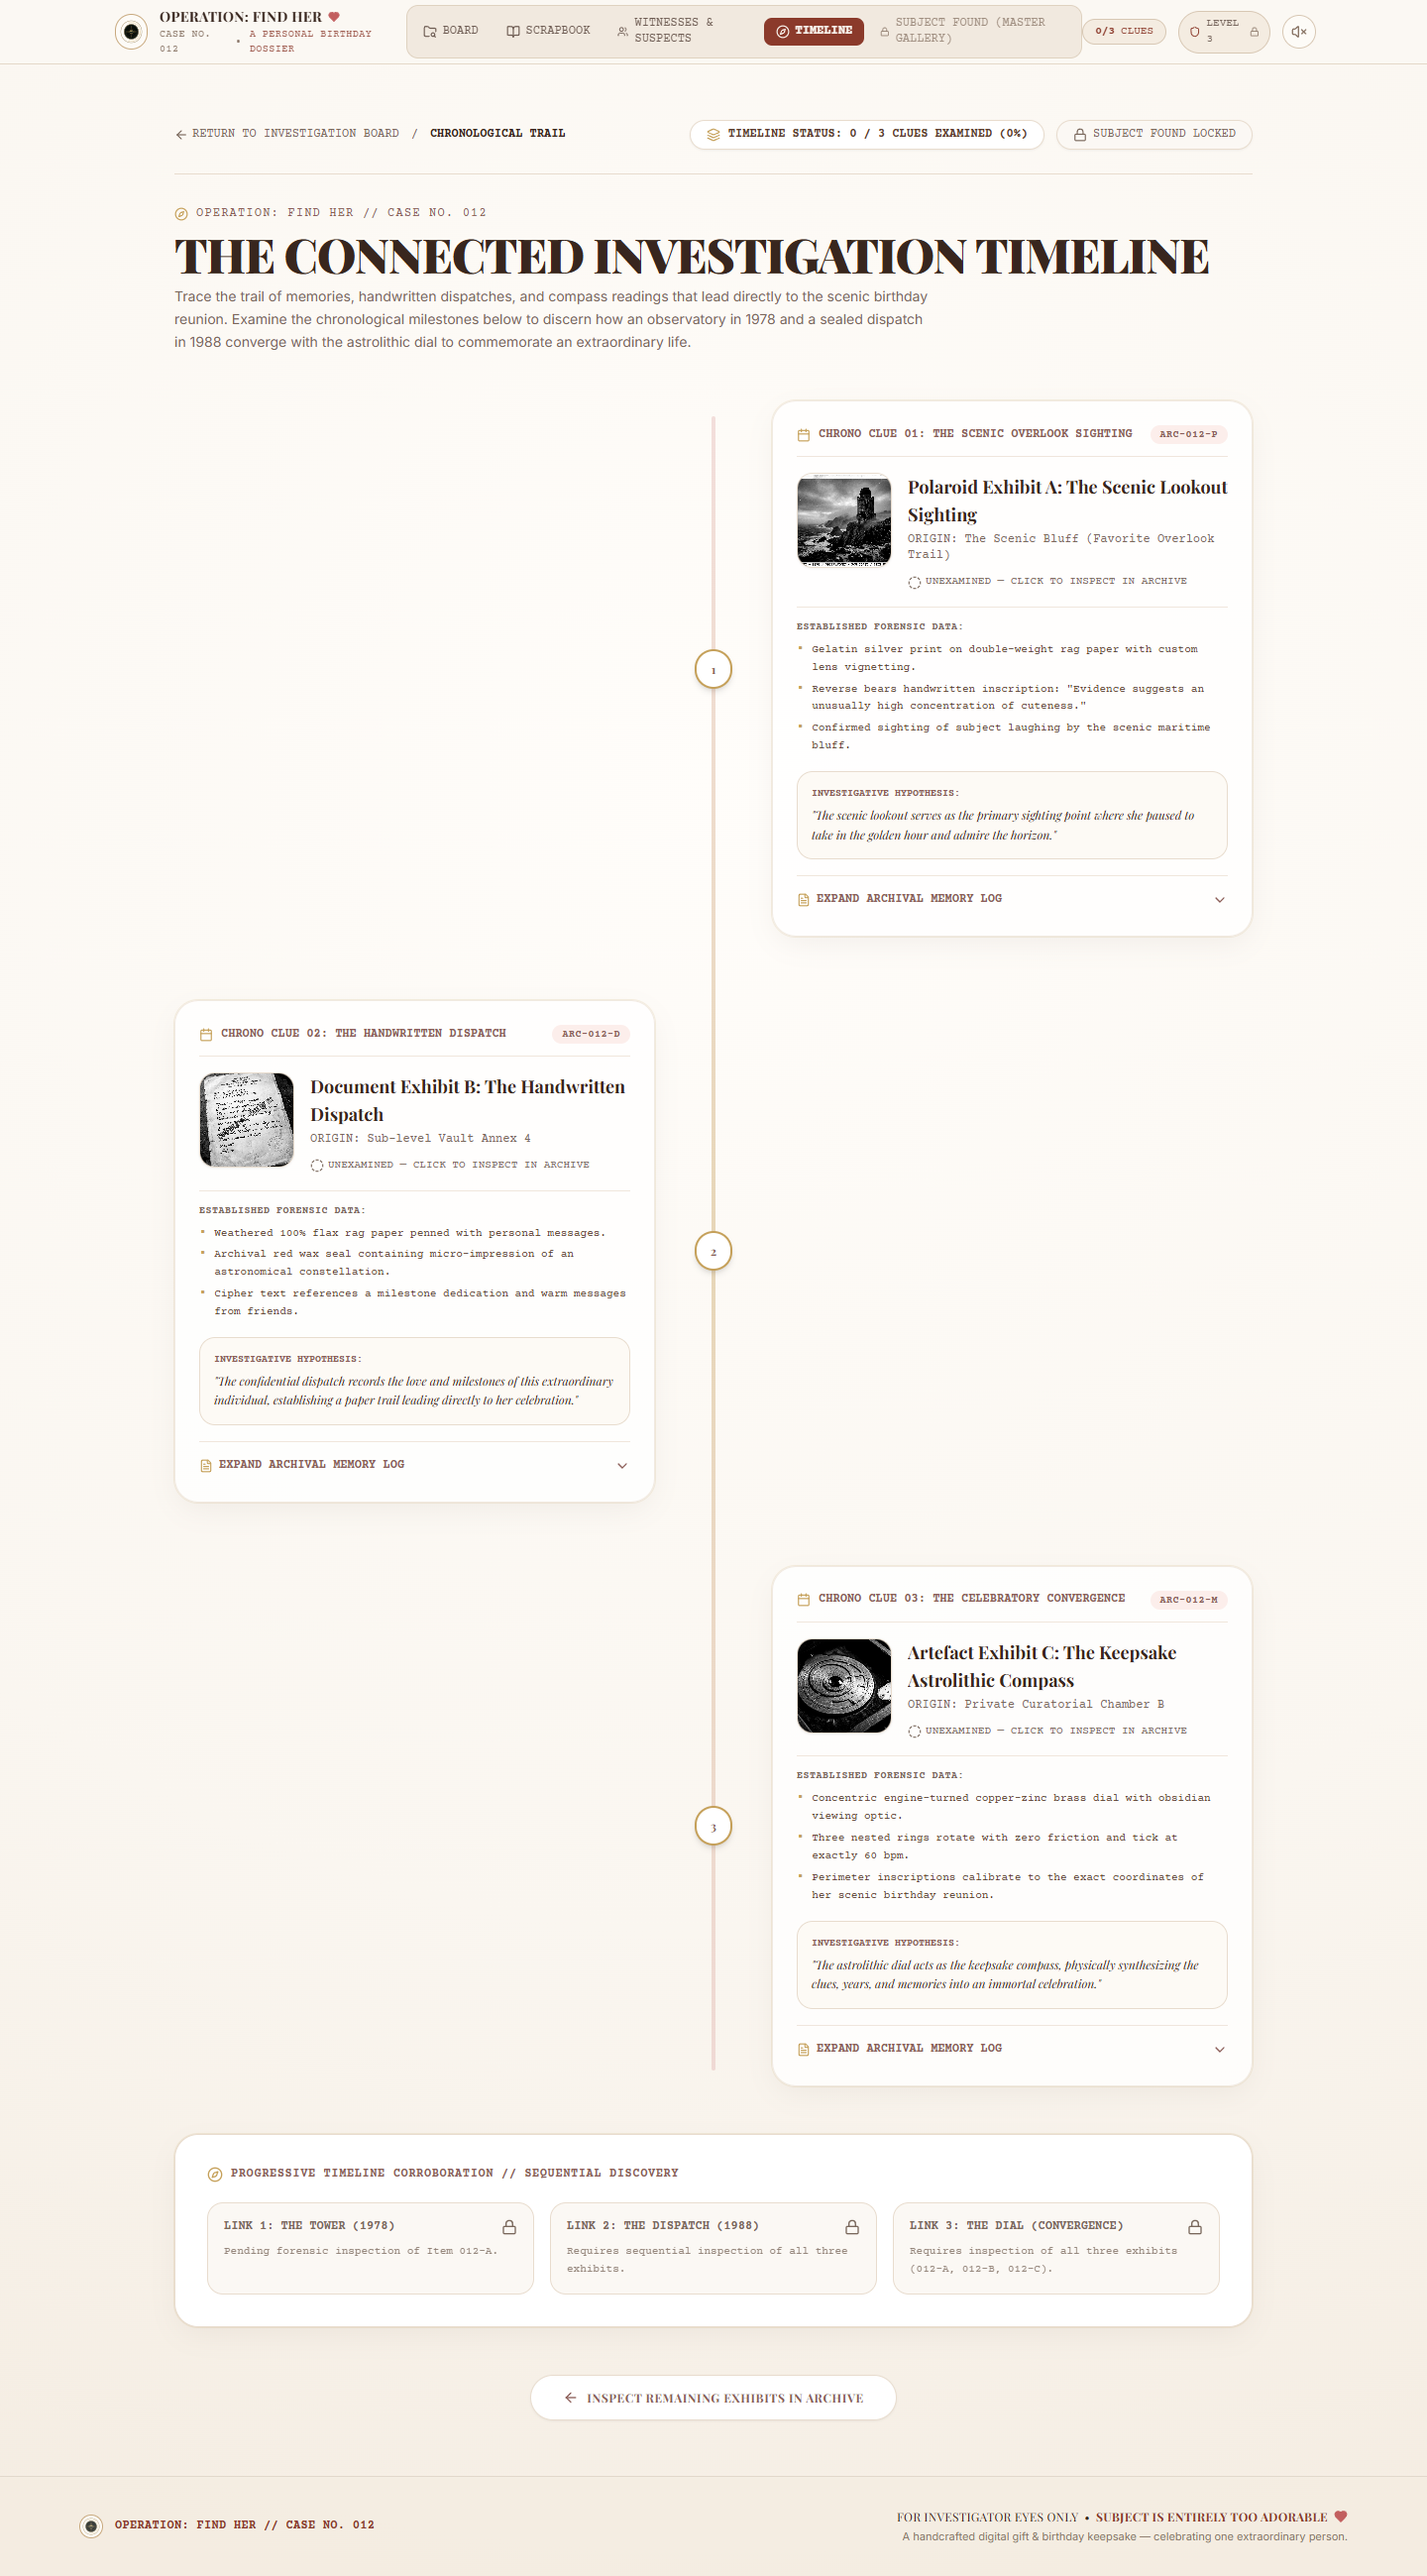 OPERATION: FIND HER
CASE NO. 012 • A PERSONAL BIRTHDAY DOSSIER
BOARD
SCRAPBOOK
WITNESSES & SUSPECTS
TIMELINE
SUBJECT FOUND (MASTER GALLERY)
0/3 CLUES
LEVEL 3
RETURN TO INVESTIGATION BOARD / CHRONOLOGICAL TRAIL
TIMELINE STATUS: 0 / 3 CLUES EXAMINED (0%)
SUBJECT FOUND LOCKED
OPERATION: FIND HER // CASE NO. 012
THE CONNECTED INVESTIGATION TIMELINE
Trace the trail of memories, handwritten dispatches, and compass readings that lead directly to the scenic birthday
reunion. Examine the chronological milestones below to discern how an observatory in 1978 and a sealed dispatch
in 1988 converge with the astrolithic dial to commemorate an extraordinary life.
CHRONO CLUE 01: THE SCENIC OVERLOOK SIGHTING
ARC-012-P
Polaroid Exhibit A: The Scenic Lookout
Sighting
ORIGIN: The Scenic Bluff (Favorite Overlook
Trail)
UNEXAMINED — CLICK TO INSPECT IN ARCHIVE
ESTABLISHED FORENSIC DATA:
Gelatin silver print on double-weight rag paper with custom
lens vignetting.
Reverse bears handwritten inscription: "Evidence suggests an
unusually high concentration of cuteness."
Confirmed sighting of subject laughing by the scenic maritime
bluff.
1
INVESTIGATIVE HYPOTHESIS:
"The scenic lookout serves as the primary sighting point where she paused to
take in the golden hour and admire the horizon."
EXPAND ARCHIVAL MEMORY LOG
CHRONO CLUE 02: THE HANDWRITTEN DISPATCH
ARC-012-D
Document Exhibit B: The Handwritten
Dispatch
ORIGIN: Sub-level Vault Annex 4
UNEXAMINED — CLICK TO INSPECT IN ARCHIVE
ESTABLISHED FORENSIC DATA:
Weathered 100% flax rag paper penned with personal messages.
Archival red wax seal containing micro-impression of an
astronomical constellation.
Cipher text references a milestone dedication and warm messages
from friends.
2
INVESTIGATIVE HYPOTHESIS:
"The confidential dispatch records the love and milestones of this extraordinary
individual, establishing a paper trail leading directly to her celebration."
EXPAND ARCHIVAL MEMORY LOG
CHRONO CLUE 03: THE CELEBRATORY CONVERGENCE
ARC-012-M
Artefact Exhibit C: The Keepsake
Astrolithic Compass
ORIGIN: Private Curatorial Chamber B
UNEXAMINED — CLICK TO INSPECT IN ARCHIVE
ESTABLISHED FORENSIC DATA:
Concentric engine-turned copper-zinc brass dial with obsidian
viewing optic.
Three nested rings rotate with zero friction and tick at
exactly 60 bpm.
Perimeter inscriptions calibrate to the exact coordinates of
her scenic birthday reunion.
3
INVESTIGATIVE HYPOTHESIS:
"The astrolithic dial acts as the keepsake compass, physically synthesizing the
clues, years, and memories into an immortal celebration."
EXPAND ARCHIVAL MEMORY LOG
PROGRESSIVE TIMELINE CORROBORATION // SEQUENTIAL DISCOVERY
LINK 1: THE TOWER (1978)
Pending forensic inspection of Item 012-A.
LINK 2: THE DISPATCH (1988)
Requires sequential inspection of all three
exhibits.
LINK 3: THE DIAL (CONVERGENCE)
Requires inspection of all three exhibits
(012-A, 012-B, 012-C).
INSPECT REMAINING EXHIBITS IN ARCHIVE
OPERATION: FIND HER // CASE NO. 012
FOR INVESTIGATOR EYES ONLY • SUBJECT IS ENTIRELY TOO ADORABLE
A handcrafted digital gift & birthday keepsake — celebrating one extraordinary person.